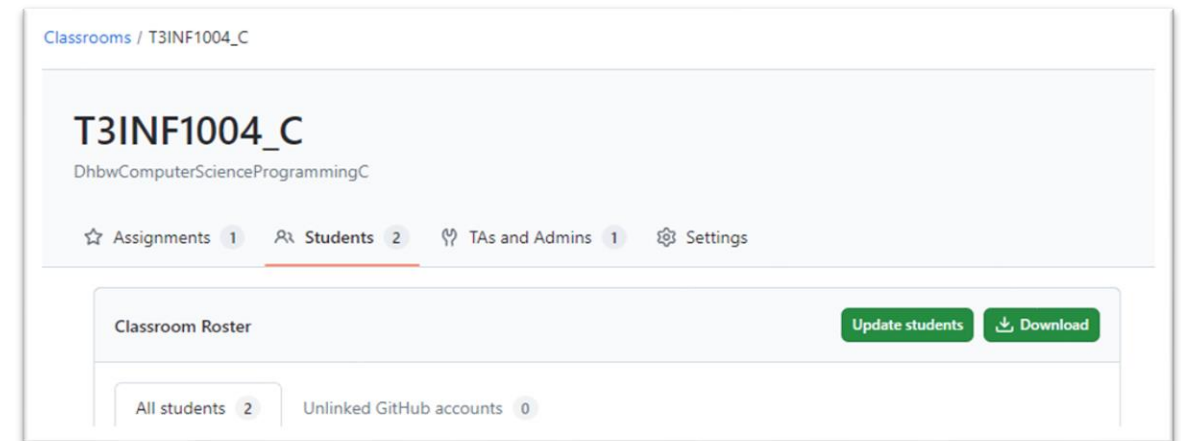 Classrooms / T3INF1004_C
T3INF1004_C
DhbwComputerScienceProgrammingC
Assignments 1 Students 2 TAs and Admins 1 Settings
Classroom Roster Update students Download
All students 2 Unlinked GitHub accounts 0